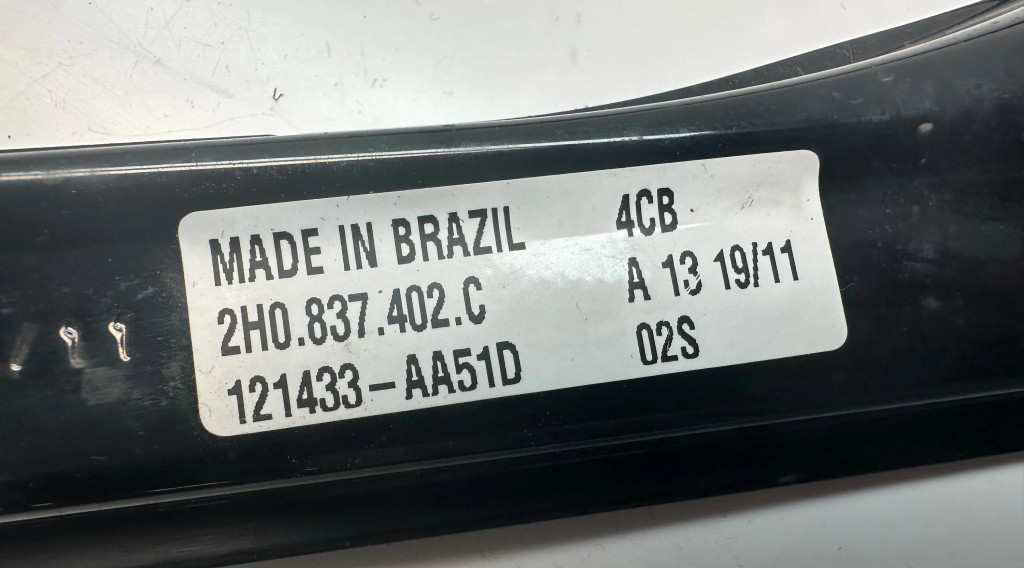 MADE IN BRAZIL 4CB
2H0.837.402.C A 13 19/11
121433-AA51D 02S